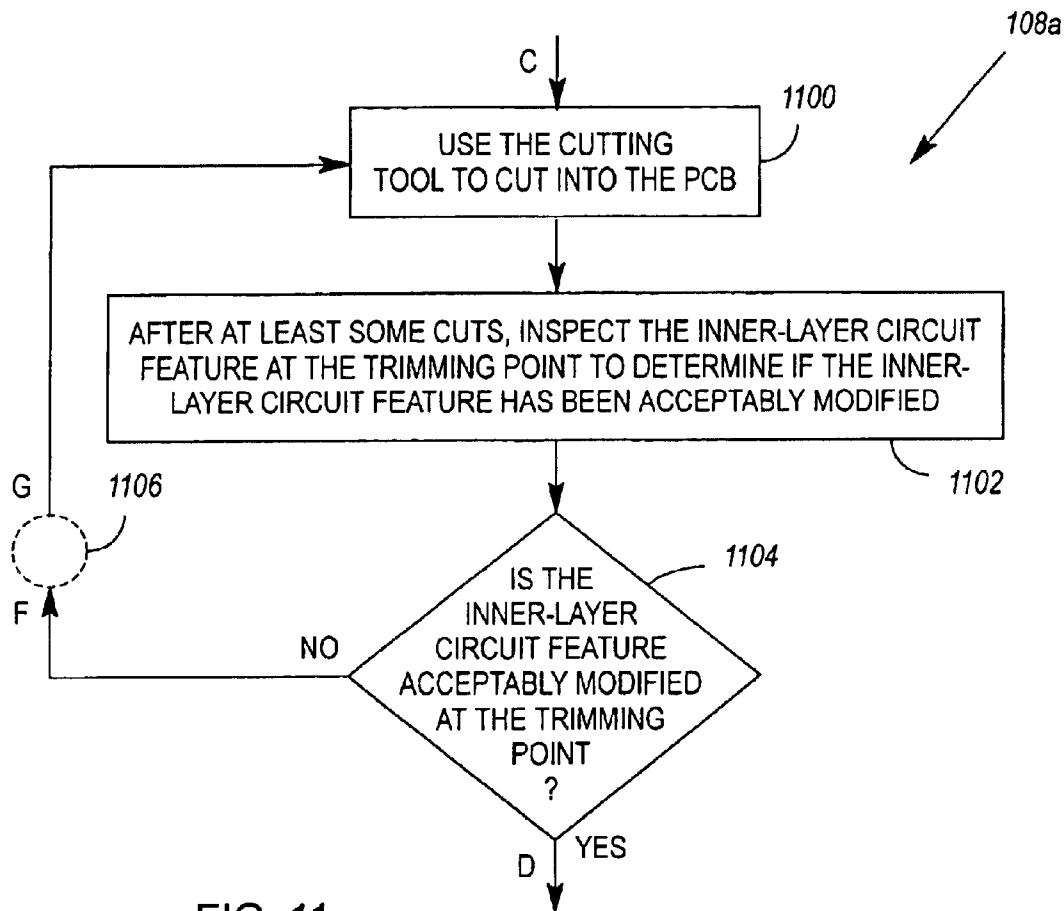 108a
C
1100
USE THE CUTTING
TOOL TO CUT INTO THE PCB
AFTER AT LEAST SOME CUTS, INSPECT THE INNER-LAYER CIRCUIT
FEATURE AT THE TRIMMING POINT TO DETERMINE IF THE INNER-
LAYER CIRCUIT FEATURE HAS BEEN ACCEPTABLY MODIFIED
1102
G
1106
F
1104
IS THE
INNER-LAYER
CIRCUIT FEATURE
ACCEPTABLY MODIFIED
AT THE TRIMMING
POINT
?
NO
YES
D
FIG. 11